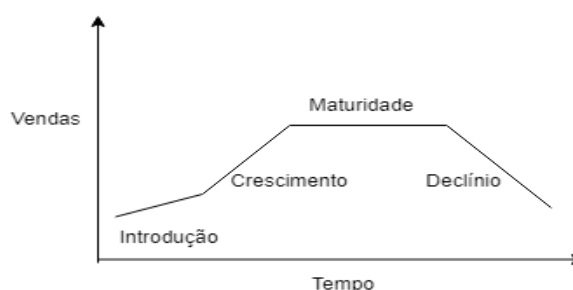 Maturidade
Vendas
Crescimento
Declínio
Introdução
Tempo